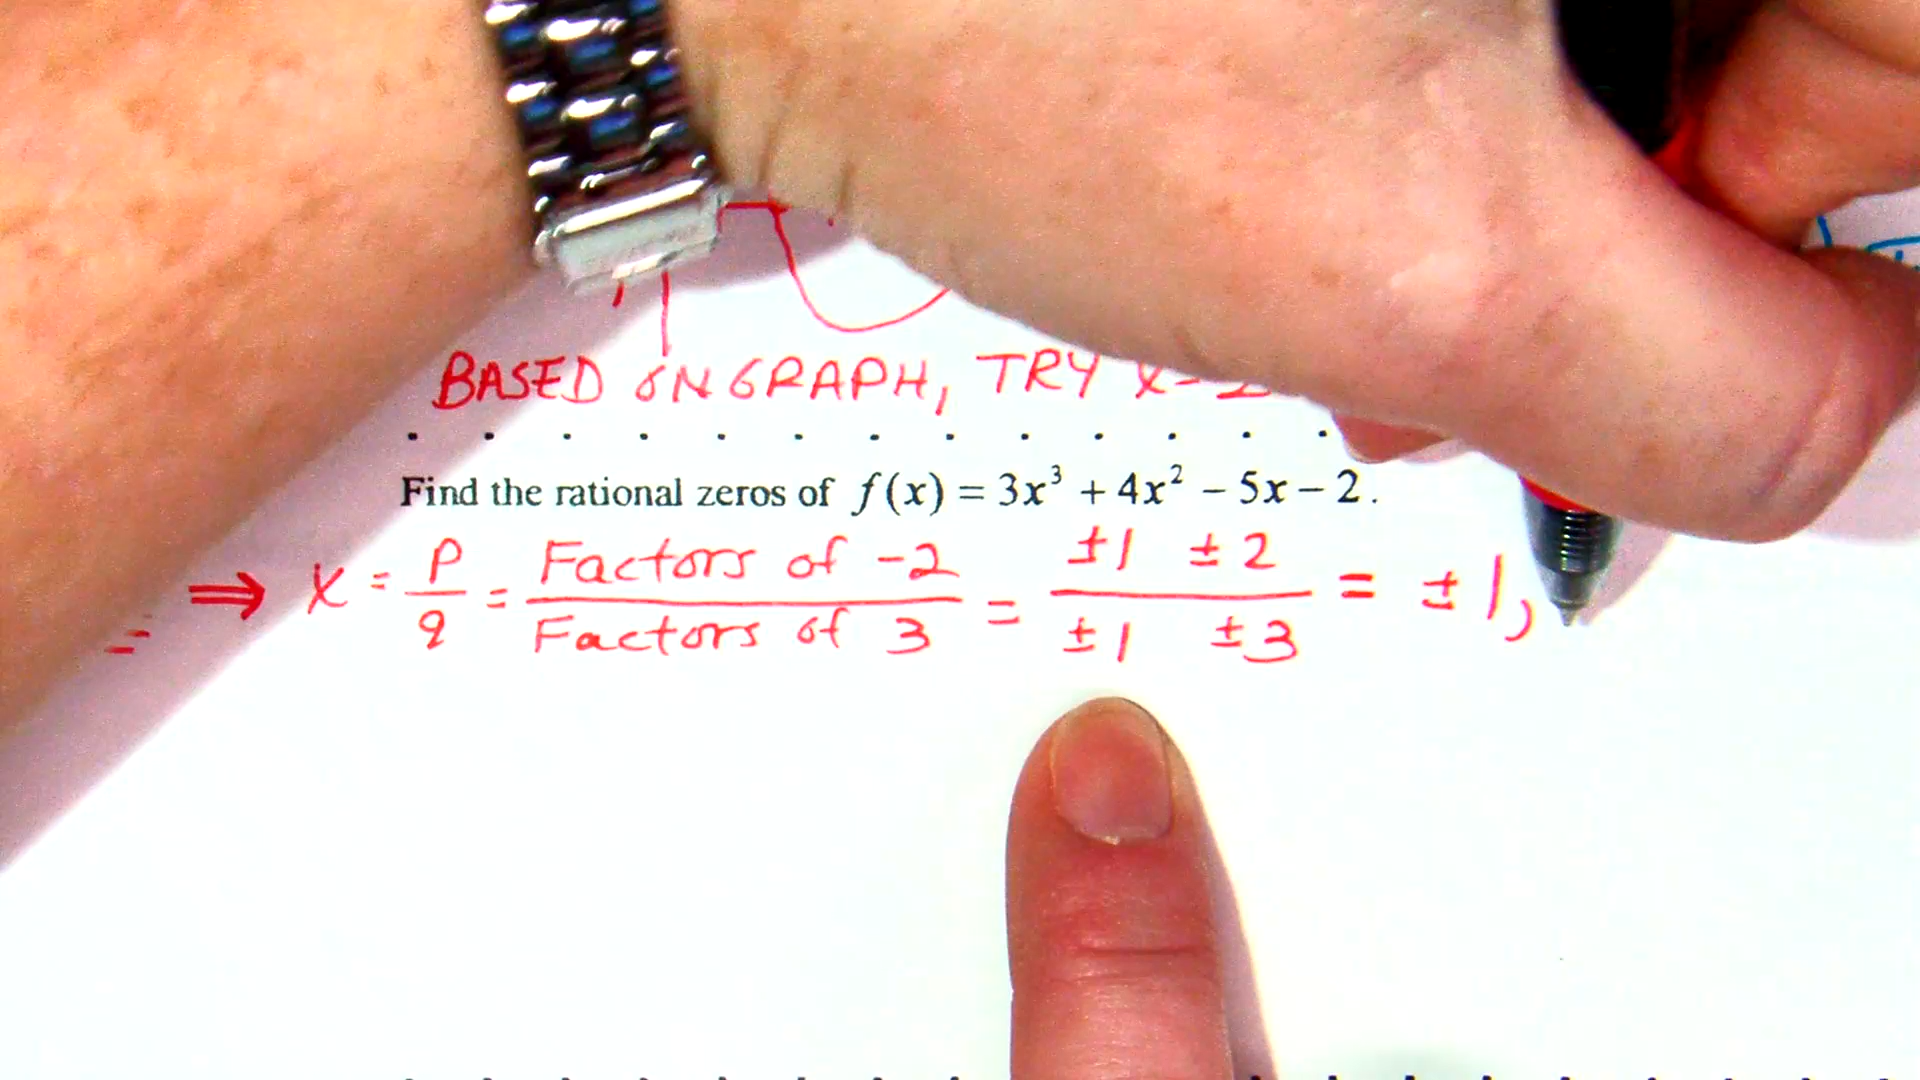 BASED ON GRAPH, TRY X
Find the rational zeros of f(x) = 3x³ + 4x² − 5x − 2.
⇒ x = p/q = Factors of -2 / Factors of 3 = ±1 ±2 / ±1 ±3 = ±1,